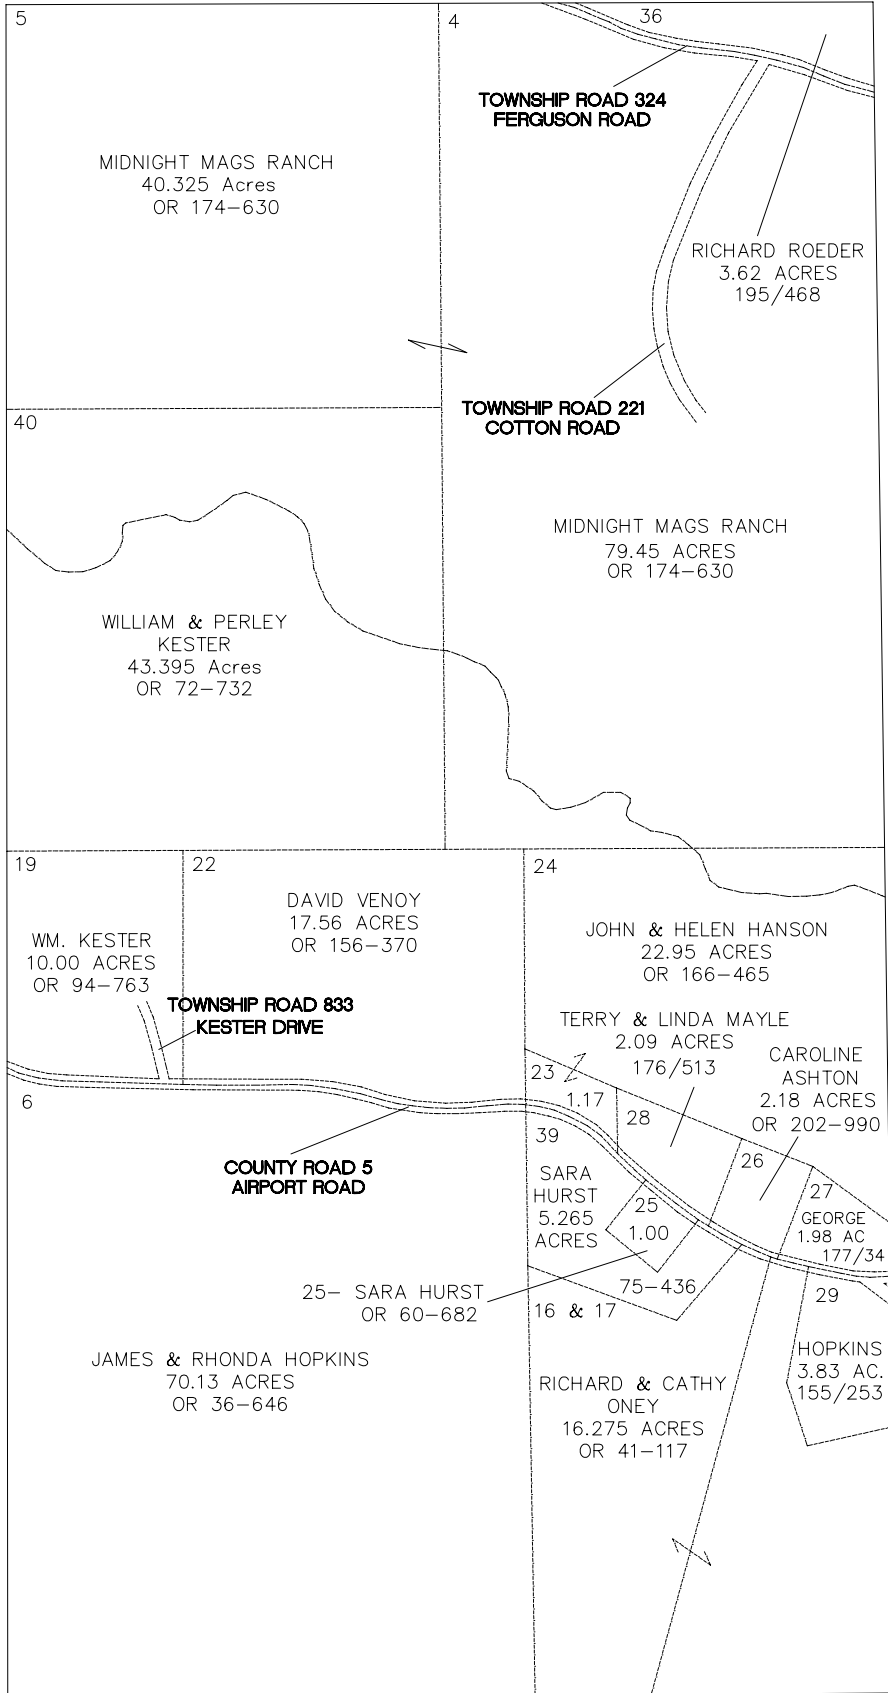 5
4
36
TOWNSHIP ROAD 324
FERGUSON ROAD
MIDNIGHT MAGS RANCH
40.325 Acres
OR 174-630
RICHARD ROEDER
3.62 ACRES
195/468
TOWNSHIP ROAD 221
COTTON ROAD
40
MIDNIGHT MAGS RANCH
79.45 ACRES
OR 174-630
WILLIAM & PERLEY
KESTER
43.395 Acres
OR 72-732
19
22
24
DAVID VENOY
17.56 ACRES
OR 156-370
WM. KESTER
10.00 ACRES
OR 94-763
JOHN & HELEN HANSON
22.95 ACRES
OR 166-465
TOWNSHIP ROAD 833
KESTER DRIVE
TERRY & LINDA MAYLE
2.09 ACRES
176/513
CAROLINE
ASHTON
2.18 ACRES
OR 202-990
23
1.17
28
6
39
26
27
COUNTY ROAD 5
AIRPORT ROAD
SARA
HURST
5.265
ACRES
25
1.00
GEORGE
1.98 AC
177/34
75-436
25- SARA HURST
OR 60-682
16 & 17
29
JAMES & RHONDA HOPKINS
70.13 ACRES
OR 36-646
RICHARD & CATHY
ONEY
16.275 ACRES
OR 41-117
HOPKINS
3.83 AC.
155/253